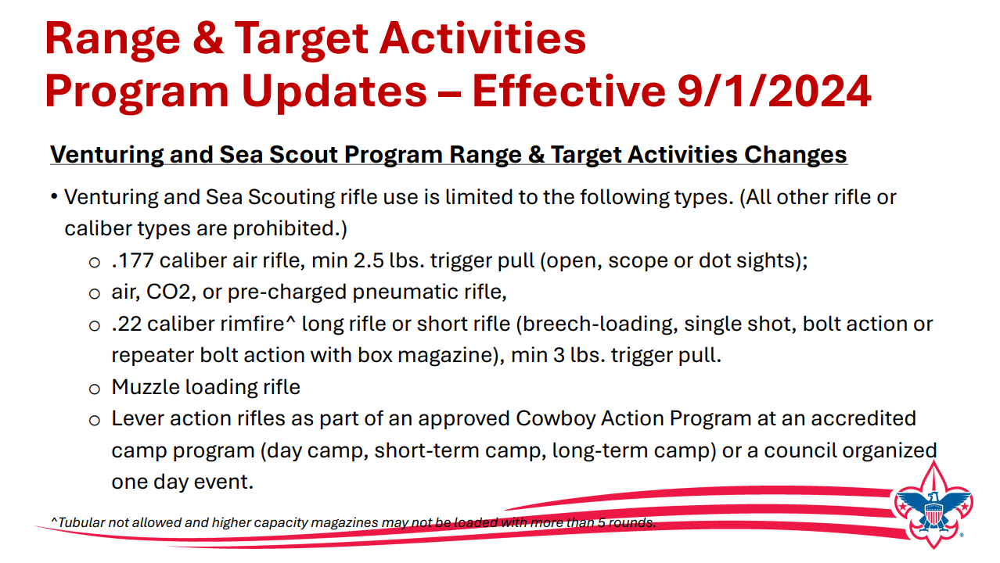 Range & Target Activities
Program Updates – Effective 9/1/2024
Venturing and Sea Scout Program Range & Target Activities Changes
• Venturing and Sea Scouting rifle use is limited to the following types. (All other rifle or
caliber types are prohibited.)
o .177 caliber air rifle, min 2.5 lbs. trigger pull (open, scope or dot sights);
o air, CO2, or pre-charged pneumatic rifle,
o .22 caliber rimfire^ long rifle or short rifle (breech-loading, single shot, bolt action or
repeater bolt action with box magazine), min 3 lbs. trigger pull.
o Muzzle loading rifle
o Lever action rifles as part of an approved Cowboy Action Program at an accredited
camp program (day camp, short-term camp, long-term camp) or a council organized
one day event.
^Tubular not allowed and higher capacity magazines may not be loaded with more than 5 rounds.
®